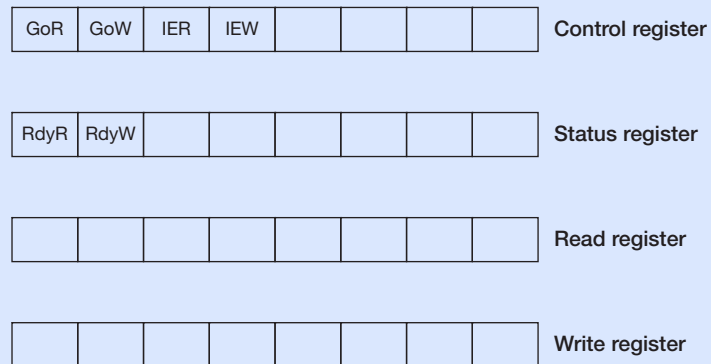 GoR GoW IER IEW Control register
RdyR RdyW Status register
Read register
Write register